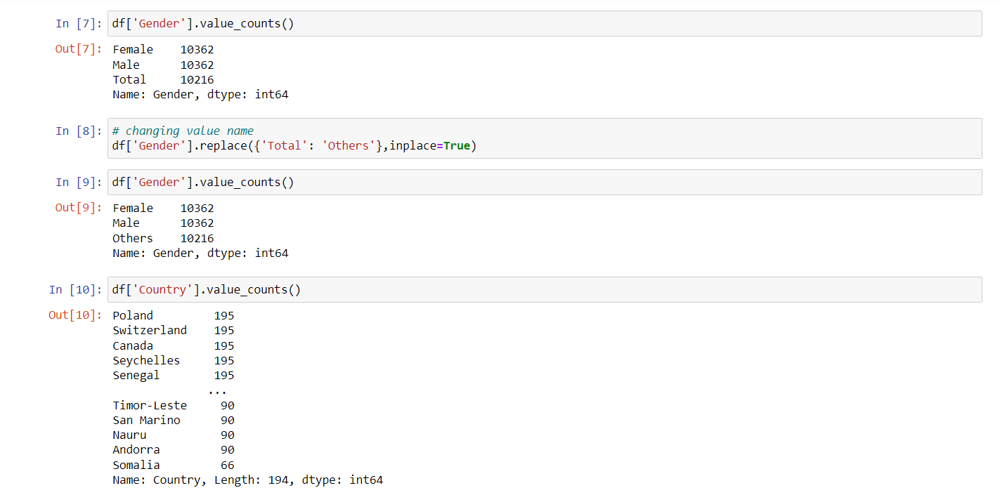 In [7]: df['Gender'].value_counts()
Out[7]: Female    10362
Male      10362
Total     10216
Name: Gender, dtype: int64
In [8]: # changing value name
df['Gender'].replace({'Total': 'Others'},inplace=True)
In [9]: df['Gender'].value_counts()
Out[9]: Female    10362
Male      10362
Others    10216
Name: Gender, dtype: int64
In [10]: df['Country'].value_counts()
Out[10]: Poland         195
Switzerland    195
Canada         195
Seychelles     195
Senegal        195
...
Timor-Leste     90
San Marino      90
Nauru           90
Andorra         90
Somalia         66
Name: Country, Length: 194, dtype: int64